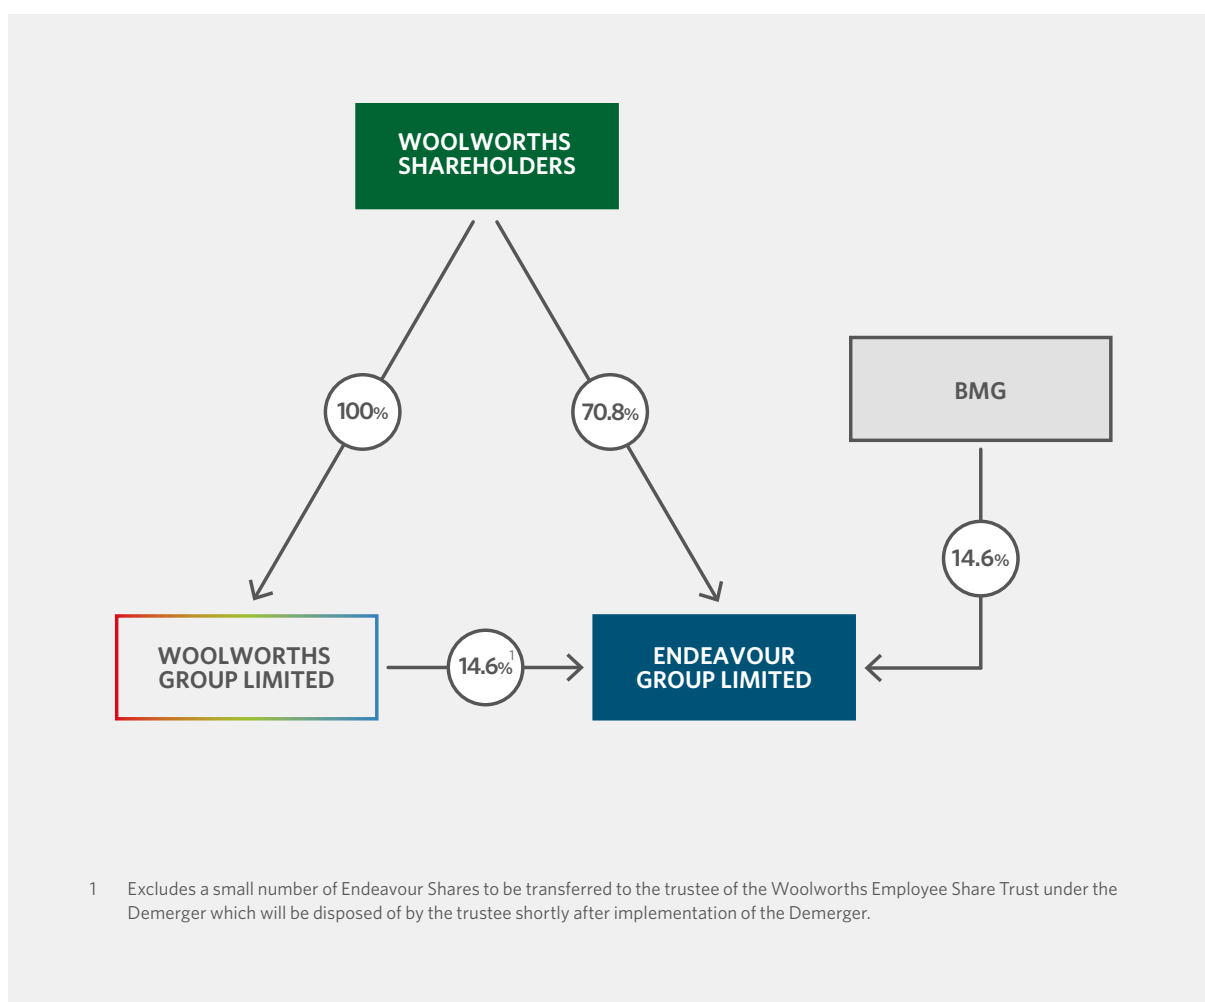 WOOLWORTHS
SHAREHOLDERS
BMG
100%
70.8%
14.6%
WOOLWORTHS
GROUP LIMITED
14.6%1
ENDEAVOUR
GROUP LIMITED
1 Excludes a small number of Endeavour Shares to be transferred to the trustee of the Woolworths Employee Share Trust under the
Demerger which will be disposed of by the trustee shortly after implementation of the Demerger.